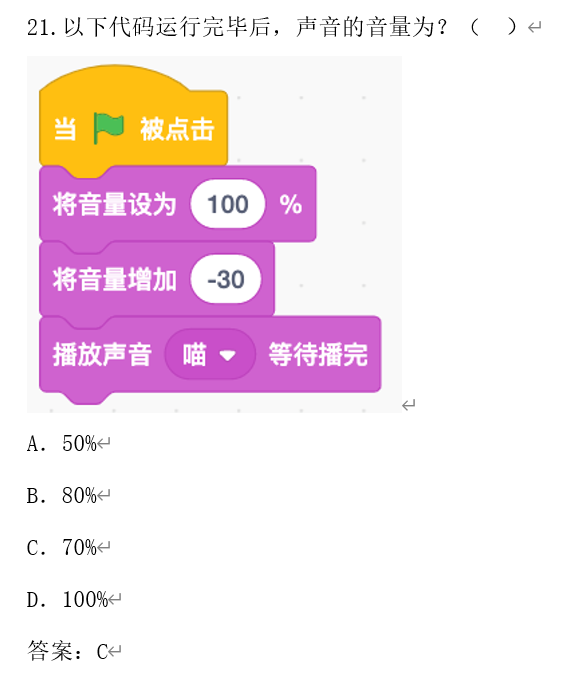 21.以下代码运行完毕后，声音的音量为？（ ）↵
当 被点击
将音量设为 100 %
将音量增加 -30
播放声音 喵 等待播完
↵
A. 50%↵
B. 80%↵
C. 70%↵
D. 100%↵
答案：C↵